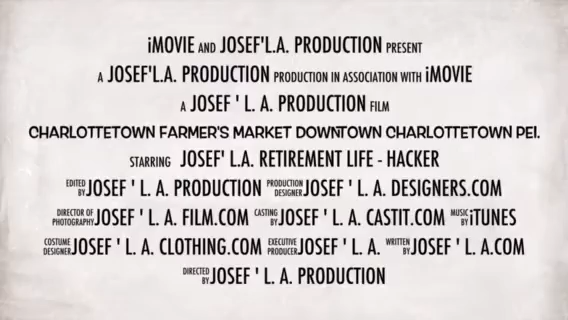 iMOVIE AND JOSEF'L.A. PRODUCTION PRESENT
A JOSEF'L.A. PRODUCTION PRODUCTION IN ASSOCIATION WITH iMOVIE
A JOSEF ' L. A. PRODUCTION FILM
CHARLOTTETOWN FARMER'S MARKET DOWNTOWN CHARLOTTETOWN PEI.
STARRING JOSEF' L.A. RETIREMENT LIFE - HACKER
EDITED BY JOSEF ' L. A. PRODUCTION PRODUCTION DESIGNER JOSEF ' L. A. DESIGNERS.COM
DIRECTOR OF PHOTOGRAPHY JOSEF ' L. A. FILM.COM CASTING BY JOSEF ' L. A. CASTIT.COM MUSIC BY iTUNES
COSTUME DESIGNER JOSEF ' L. A. CLOTHING.COM EXECUTIVE PRODUCER JOSEF ' L. A. WRITTEN BY JOSEF ' L. A.COM
DIRECTED BY JOSEF ' L. A. PRODUCTION